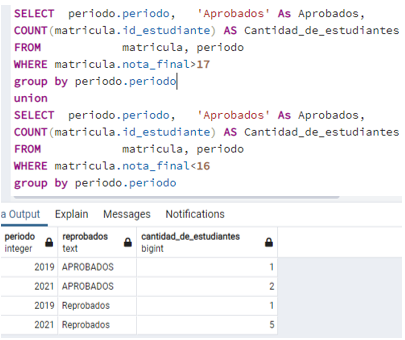 SELECT periodo.periodo, 'Aprobados' As Aprobados,
COUNT(matricula.id_estudiante) AS Cantidad_de_estudiantes
FROM matricula, periodo
WHERE matricula.nota_final>17
group by periodo.periodo
union
SELECT periodo.periodo, 'Aprobados' As Aprobados,
COUNT(matricula.id_estudiante) AS Cantidad_de_estudiantes
FROM matricula, periodo
WHERE matricula.nota_final<16
group by periodo.periodo
a Output Explain Messages Notifications
periodo reprobados cantidad_de_estudiantes
integer text bigint
2019 APROBADOS 1
2021 APROBADOS 2
2019 Reprobados 1
2021 Reprobados 5